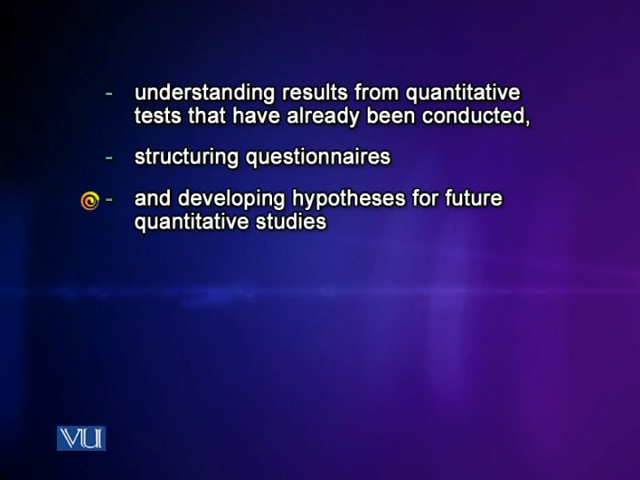 - understanding results from quantitative
tests that have already been conducted,
- structuring questionnaires
- and developing hypotheses for future
quantitative studies
VU